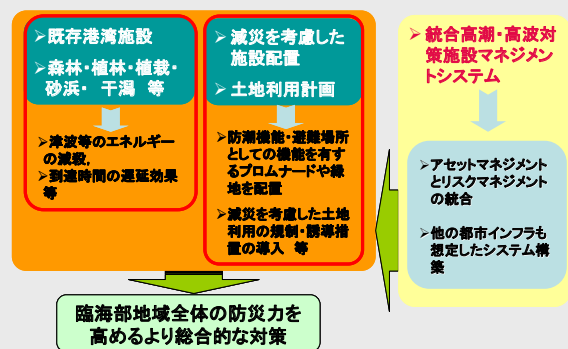 ➢既存港湾施設
➢森林・植林・植栽・
砂浜・ 干潟 等
➢津波等のエネルギー
の減殺,
➢到達時間の遅延効果
等
➢減災を考慮した
施設配置
➢土地利用計画
➢防潮機能・避難場所
としての機能を有す
るプロムナードや緑
地を配置
➢減災を考慮した土地
利用の規制・誘導措
置の導入 等
➢統合高潮・高波対
策施設マネジメン
トシステム
➢アセットマネジメント
とリスクマネジメント
の統合
➢他の都市インフラも
想定したシステム構
築
臨海部地域全体の防災力を
高めるより総合的な対策